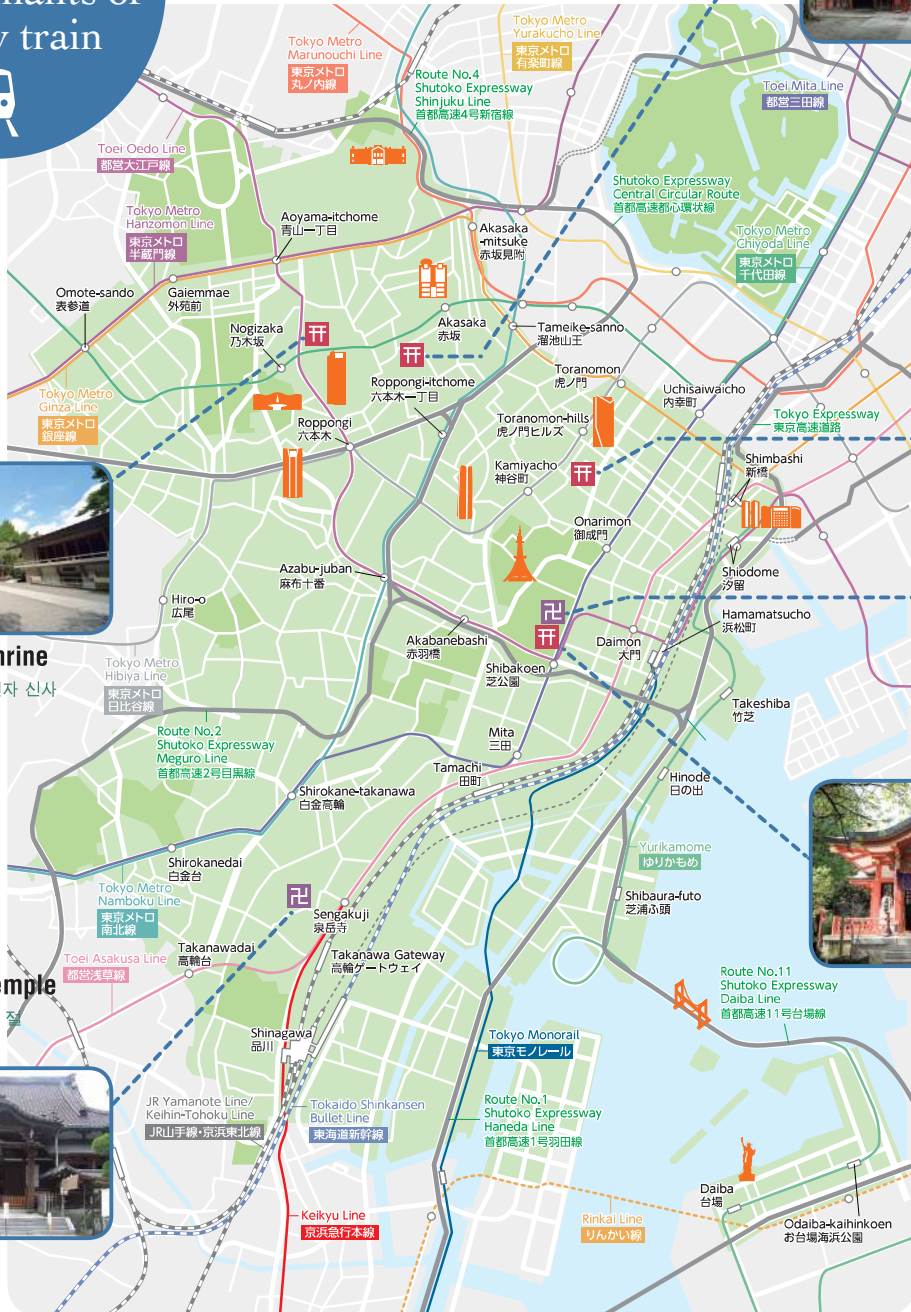 y train
Tokyo Metro
Marunouchi Line
東京メトロ
丸ノ内線
Tokyo Metro
Yurakucho Line
東京メトロ
有楽町線
Route No.4
Shutoko Expressway
Shinjuku Line
首都高速4号新宿線
Toei Mita Line
都営三田線
Toei Oedo Line
都営大江戸線
Shutoko Expressway
Central Circular Route
首都高速都心環状線
Tokyo Metro
Hanzomon Line
東京メトロ
半蔵門線
Aoyama-itchome
青山一丁目
Akasaka
-mitsuke
赤坂見附
Tokyo Metro
Chiyoda Line
東京メトロ
千代田線
Omote-sando
表参道
Gaiemmae
外苑前
Nogizaka
乃木坂
Akasaka
赤坂
Tameike-sanno
溜池山王
Roppongi-itchome
六本木一丁目
Toranomon
虎ノ門
Uchisaiwaicho
内幸町
Tokyo Metro
Ginza Line
東京メトロ
銀座線
Roppongi
六本木
Toranomon-hills
虎ノ門ヒルズ
Tokyo Expressway
東京高速道路
Kamiyacho
神谷町
Shimbashi
新橋
Onarimon
御成門
Azabu-juban
麻布十番
Shiodome
汐留
Hiro-o
広尾
Hamamatsucho
浜松町
Akabanebashi
赤羽橋
Daimon
大門
Shibakoen
芝公園
hrine
자 신사
Tokyo Metro
Hibiya Line
東京メトロ
日比谷線
Takeshiba
竹芝
Route No.2
Shutoko Expressway
Meguro Line
首都高速2号目黒線
Mita
三田
Tamachi
田町
Hinode
日の出
Shirokane-takanawa
白金高輪
Yurikamome
ゆりかもめ
Shirokanedai
白金台
Tokyo Metro
Namboku Line
東京メトロ
南北線
Shibaura-futo
芝浦ふ頭
Sengakuji
泉岳寺
Toei Asakusa Line
都営浅草線
Takanawadai
高輪台
Takanawa Gateway
高輪ゲートウェイ
emple
절
Route No.11
Shutoko Expressway
Daiba Line
首都高速11号台場線
Shinagawa
品川
Tokyo Monorail
東京モノレール
JR Yamanote Line/
Keihin-Tohoku Line
JR山手線・京浜東北線
Tokaido Shinkansen
Bullet Line
東海道新幹線
Route No.1
Shutoko Expressway
Haneda Line
首都高速1号羽田線
Keikyu Line
京浜急行本線
Daiba
台場
Rinkai Line
りんかい線
Odaiba-kaihinkoen
お台場海浜公園